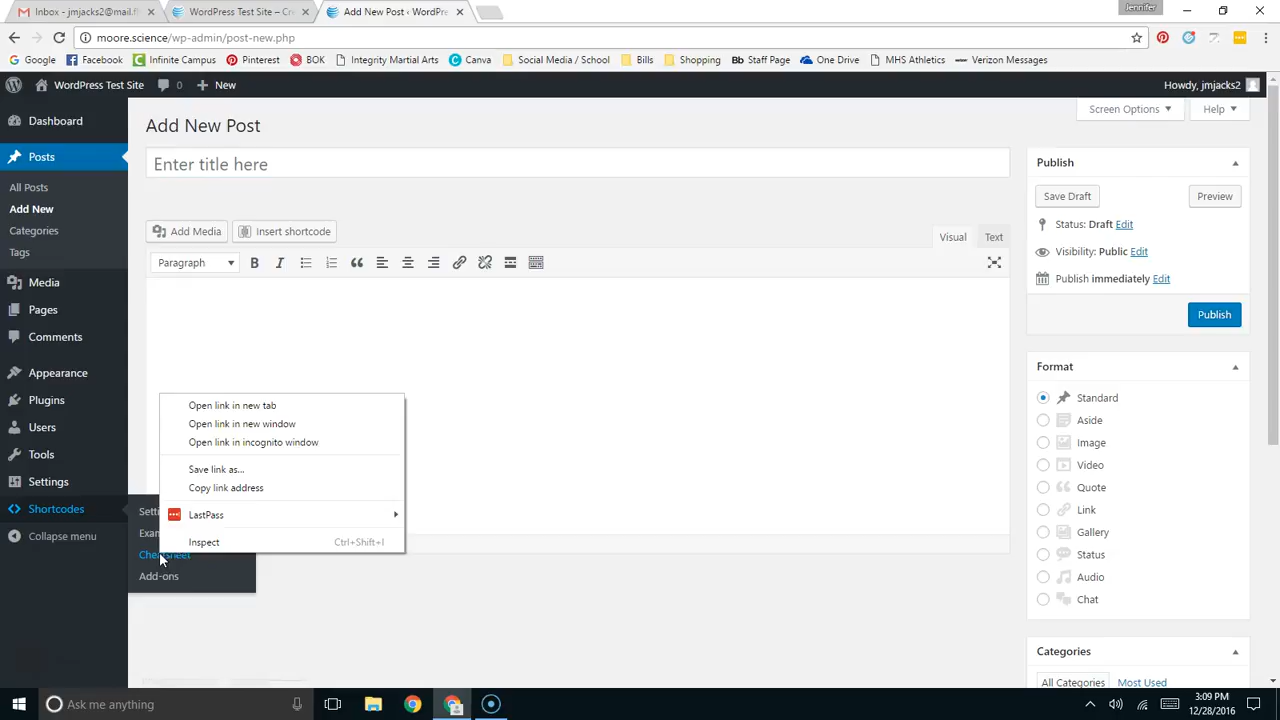 Inbox - jmjacks2@mail.fl
WordPress Test Site – Cre
Add New Post ‹ WordPre
Jennifer
moore.science/wp-admin/post-new.php
Google
Facebook
Infinite Campus
Pinterest
BOK
Integrity Martial Arts
Canva
Social Media / School
Bills
Shopping
Bb Staff Page
One Drive
MHS Athletics
Verizon Messages
WordPress Test Site
0
New
Howdy, jmjacks2
Dashboard
Posts
All Posts
Add New
Categories
Tags
Media
Pages
Comments
Appearance
Plugins
Users
Tools
Settings
Shortcodes
Collapse menu
Setti
Exam
Cheatsheet
Add-ons
Add New Post
Screen Options
Help
Enter title here
Add Media
Insert shortcode
Visual
Text
Paragraph
B
I
Open link in new tab
Open link in new window
Open link in incognito window
Save link as...
Copy link address
LastPass
Inspect Ctrl+Shift+I
Publish
Save Draft
Preview
Status: Draft Edit
Visibility: Public Edit
Publish immediately Edit
Publish
Format
Standard
Aside
Image
Video
Quote
Link
Gallery
Status
Audio
Chat
Categories
All Categories
Most Used
Ask me anything
3:09 PM
12/28/2016